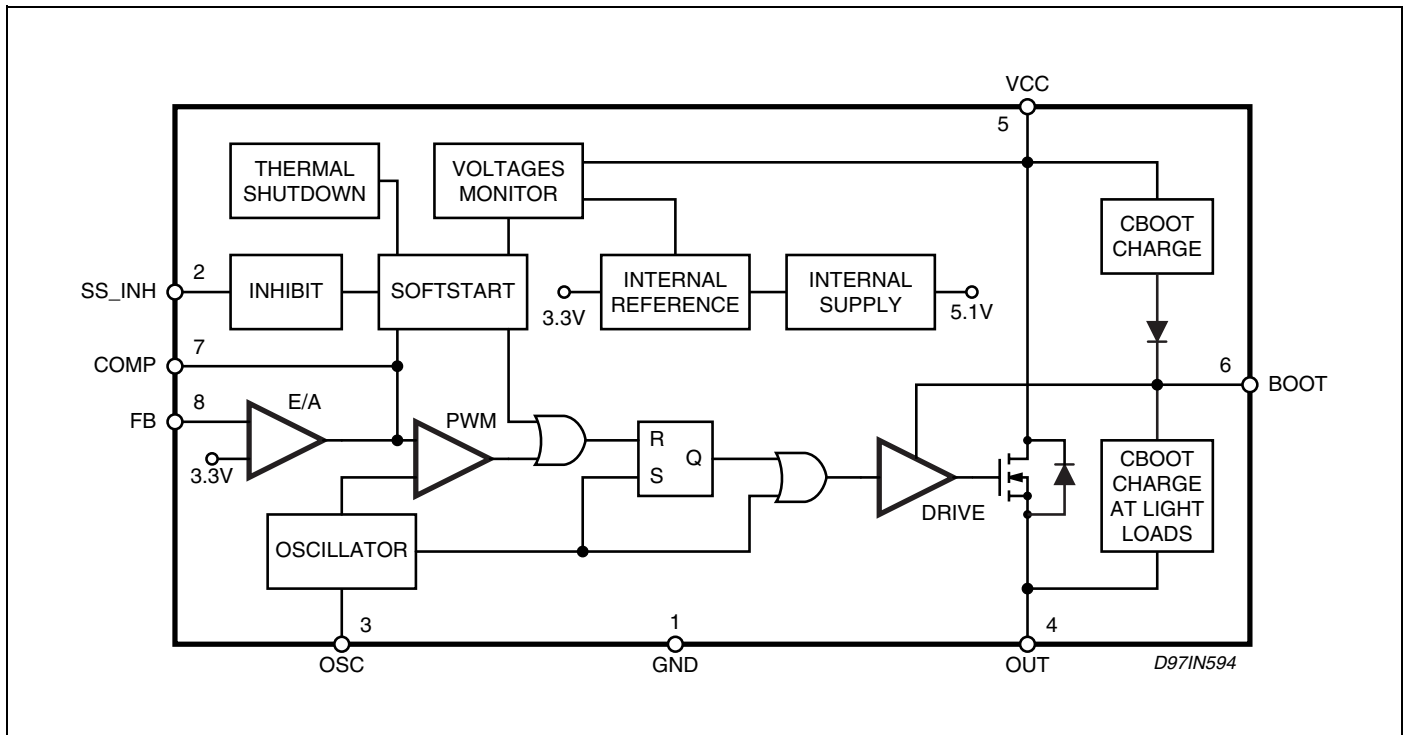 VCC
5
THERMAL
SHUTDOWN
VOLTAGES
MONITOR
CBOOT
CHARGE
SS_INH
2
INHIBIT
SOFTSTART
3.3V
INTERNAL
REFERENCE
INTERNAL
SUPPLY
5.1V
COMP
7
6
BOOT
FB
8
E/A
3.3V
PWM
R
S
Q
DRIVE
CBOOT
CHARGE
AT LIGHT
LOADS
OSCILLATOR
3
OSC
1
GND
4
OUT
D97IN594